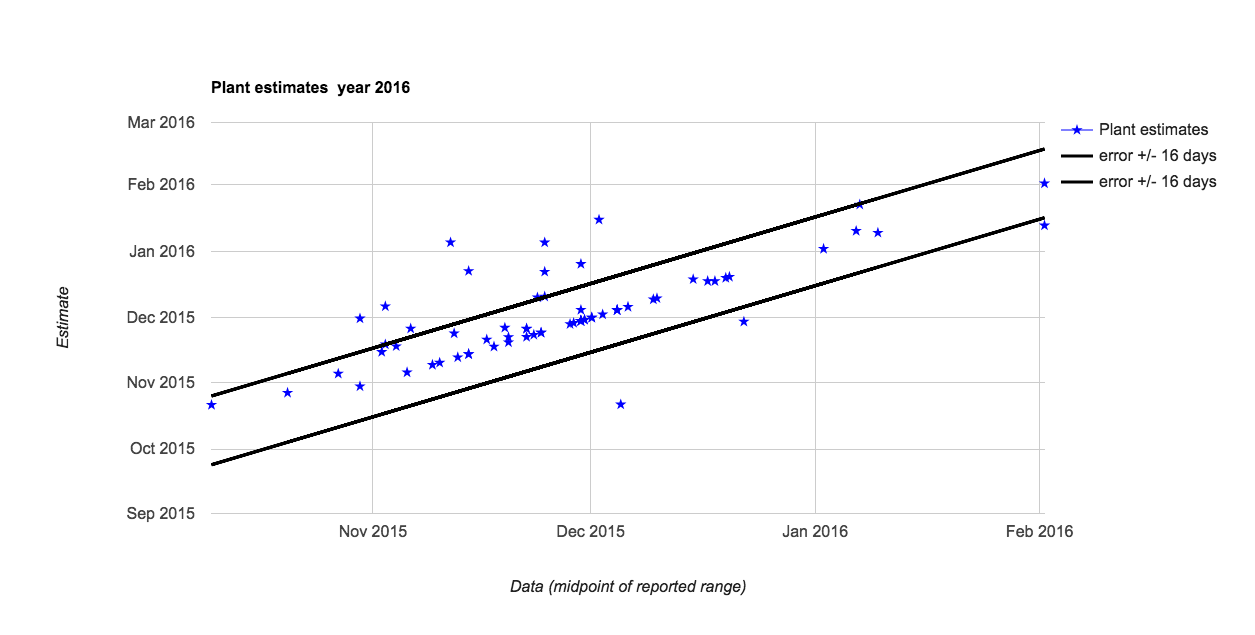 Plant estimates  year 2016
Mar 2016
Feb 2016
Jan 2016
Dec 2015
Nov 2015
Oct 2015
Sep 2015
Estimate
Nov 2015
Dec 2015
Jan 2016
Feb 2016
Data (midpoint of reported range)
Plant estimates
error +/- 16 days
error +/- 16 days